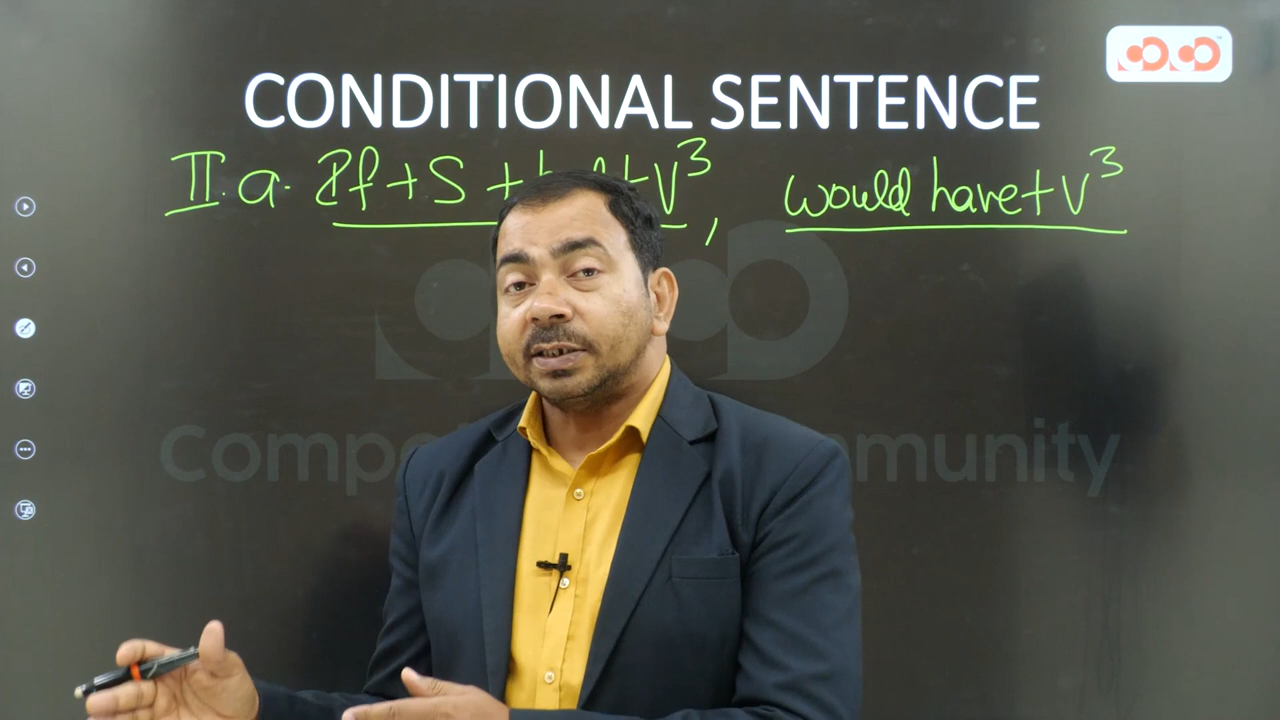 CONDITIONAL SENTENCE
II. a. If + S + + V³, would have + V³